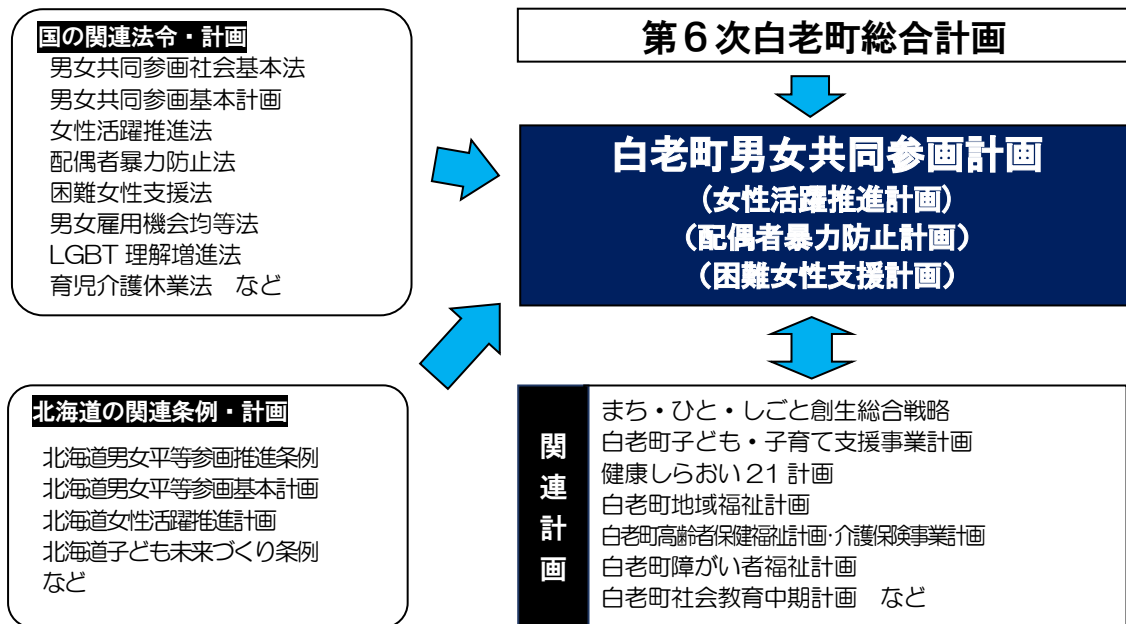 国の関連法令・計画
男女共同参画社会基本法
男女共同参画基本計画
女性活躍推進法
配偶者暴力防止法
困難女性支援法
男女雇用機会均等法
LGBT 理解増進法
育児介護休業法　など
第6次白老町総合計画
白老町男女共同参画計画
(女性活躍推進計画)
(配偶者暴力防止計画)
(困難女性支援計画)
北海道の関連条例・計画
北海道男女平等参画推進条例
北海道男女平等参画基本計画
北海道女性活躍推進計画
北海道子ども未来づくり条例
など
関連計画
まち・ひと・しごと創生総合戦略
白老町子ども・子育て支援事業計画
健康しらおい21計画
白老町地域福祉計画
白老町高齢者保健福祉計画・介護保険事業計画
白老町障がい者福祉計画
白老町社会教育中期計画　など